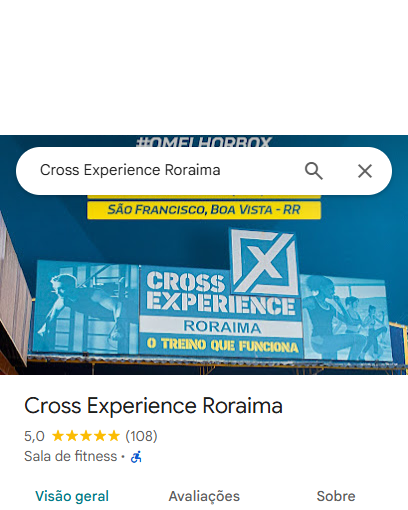 #OMELHORBOX
Cross Experience Roraima
SÃO FRANCISCO, BOA VISTA - RR
CROSS
EXPERIENCE
RORAIMA
O TREINO QUE FUNCIONA
Cross Experience Roraima
5,0 ★★★★★ (108)
Sala de fitness ·
Visão geral Avaliações Sobre